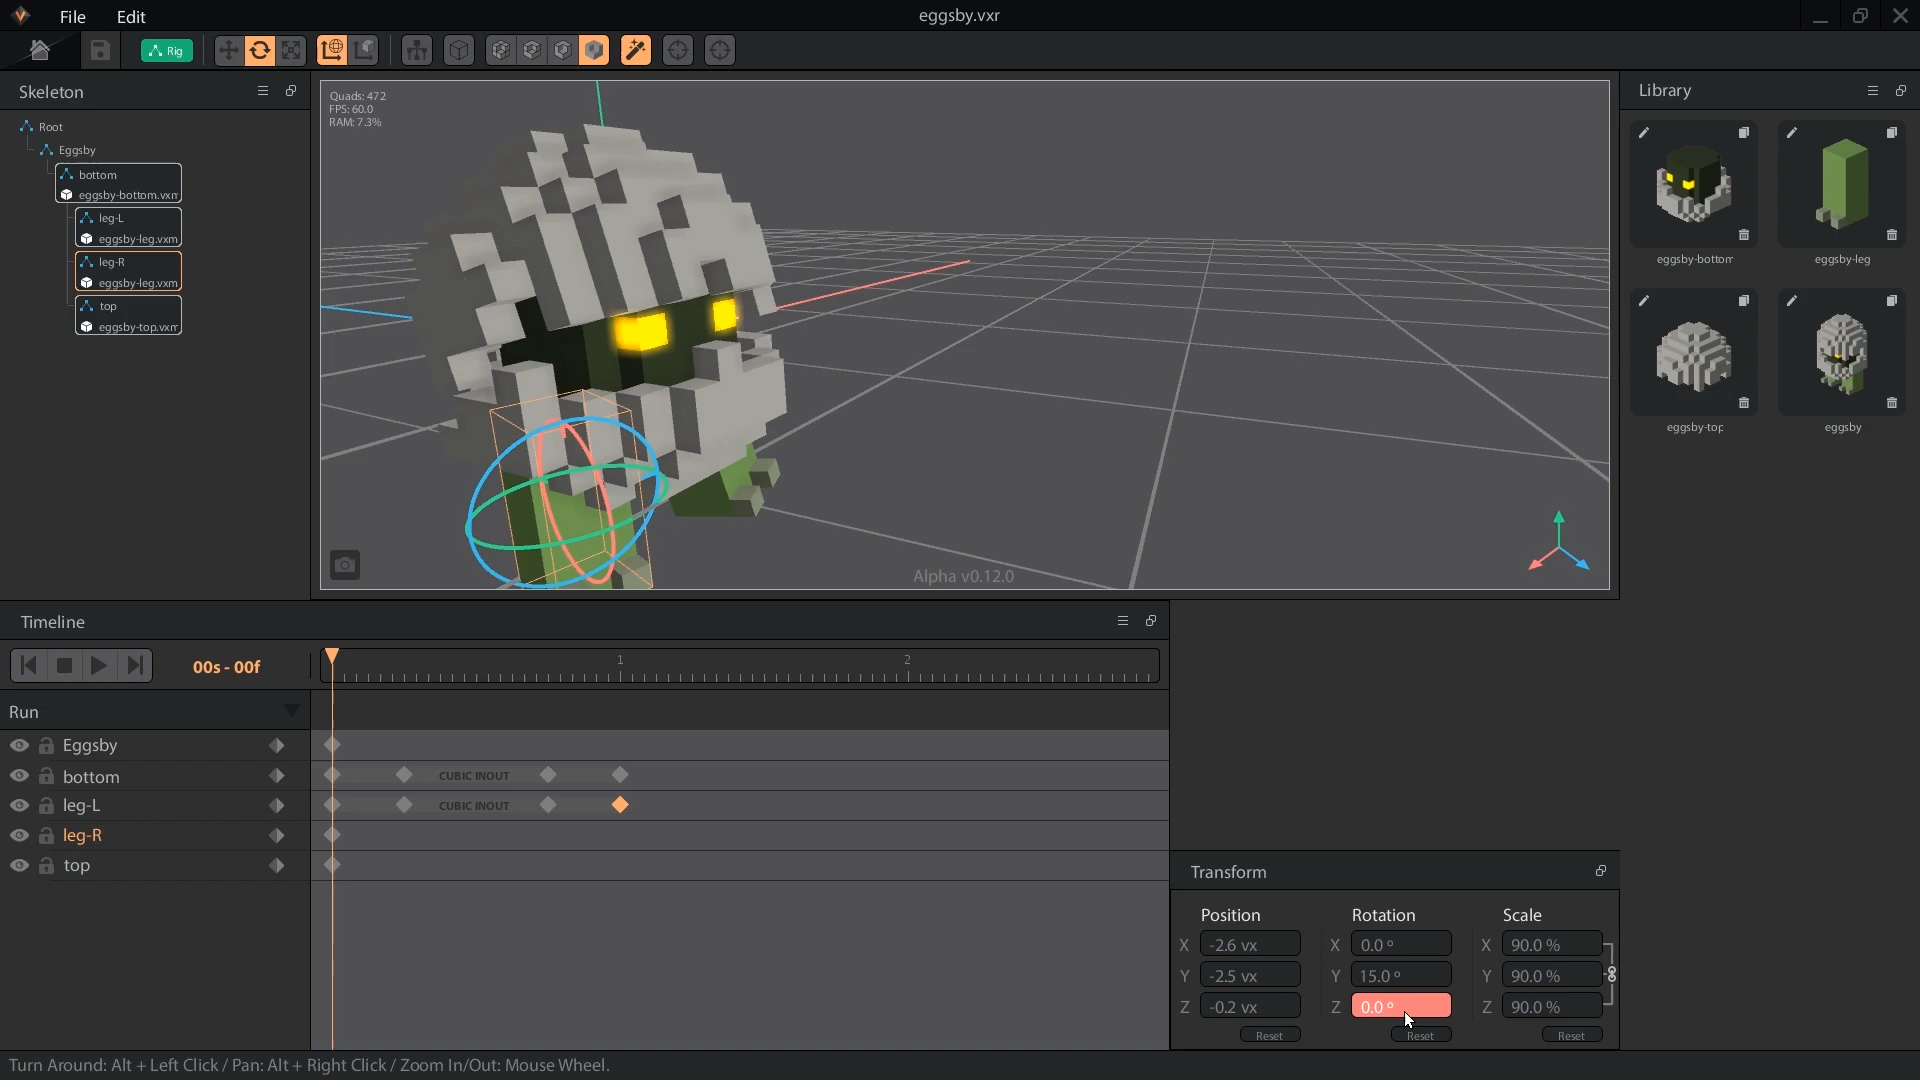 File Edit eggsby.vxr
Rig
Skeleton
Root
Eggsby
bottom
eggsby-bottom.vxm
leg-L
eggsby-leg.vxm
leg-R
eggsby-leg.vxm
top
eggsby-top.vxm
Quads: 472
FPS: 60.0
RAM: 7.3%
Alpha v0.12.0
Library
eggsby-bottom eggsby-leg
eggsby-top eggsby
Timeline
00s - 00f
1 2
Run
Eggsby
bottom CUBIC INOUT
leg-L CUBIC INOUT
leg-R
top
Transform
Position Rotation Scale
X -2.6 vx X 0.0 º X 90.0 %
Y -2.5 vx Y 15.0 º Y 90.0 %
Z -0.2 vx Z 0.0 º Z 90.0 %
Reset Reset Reset
Turn Around: Alt + Left Click / Pan: Alt + Right Click / Zoom In/Out: Mouse Wheel.